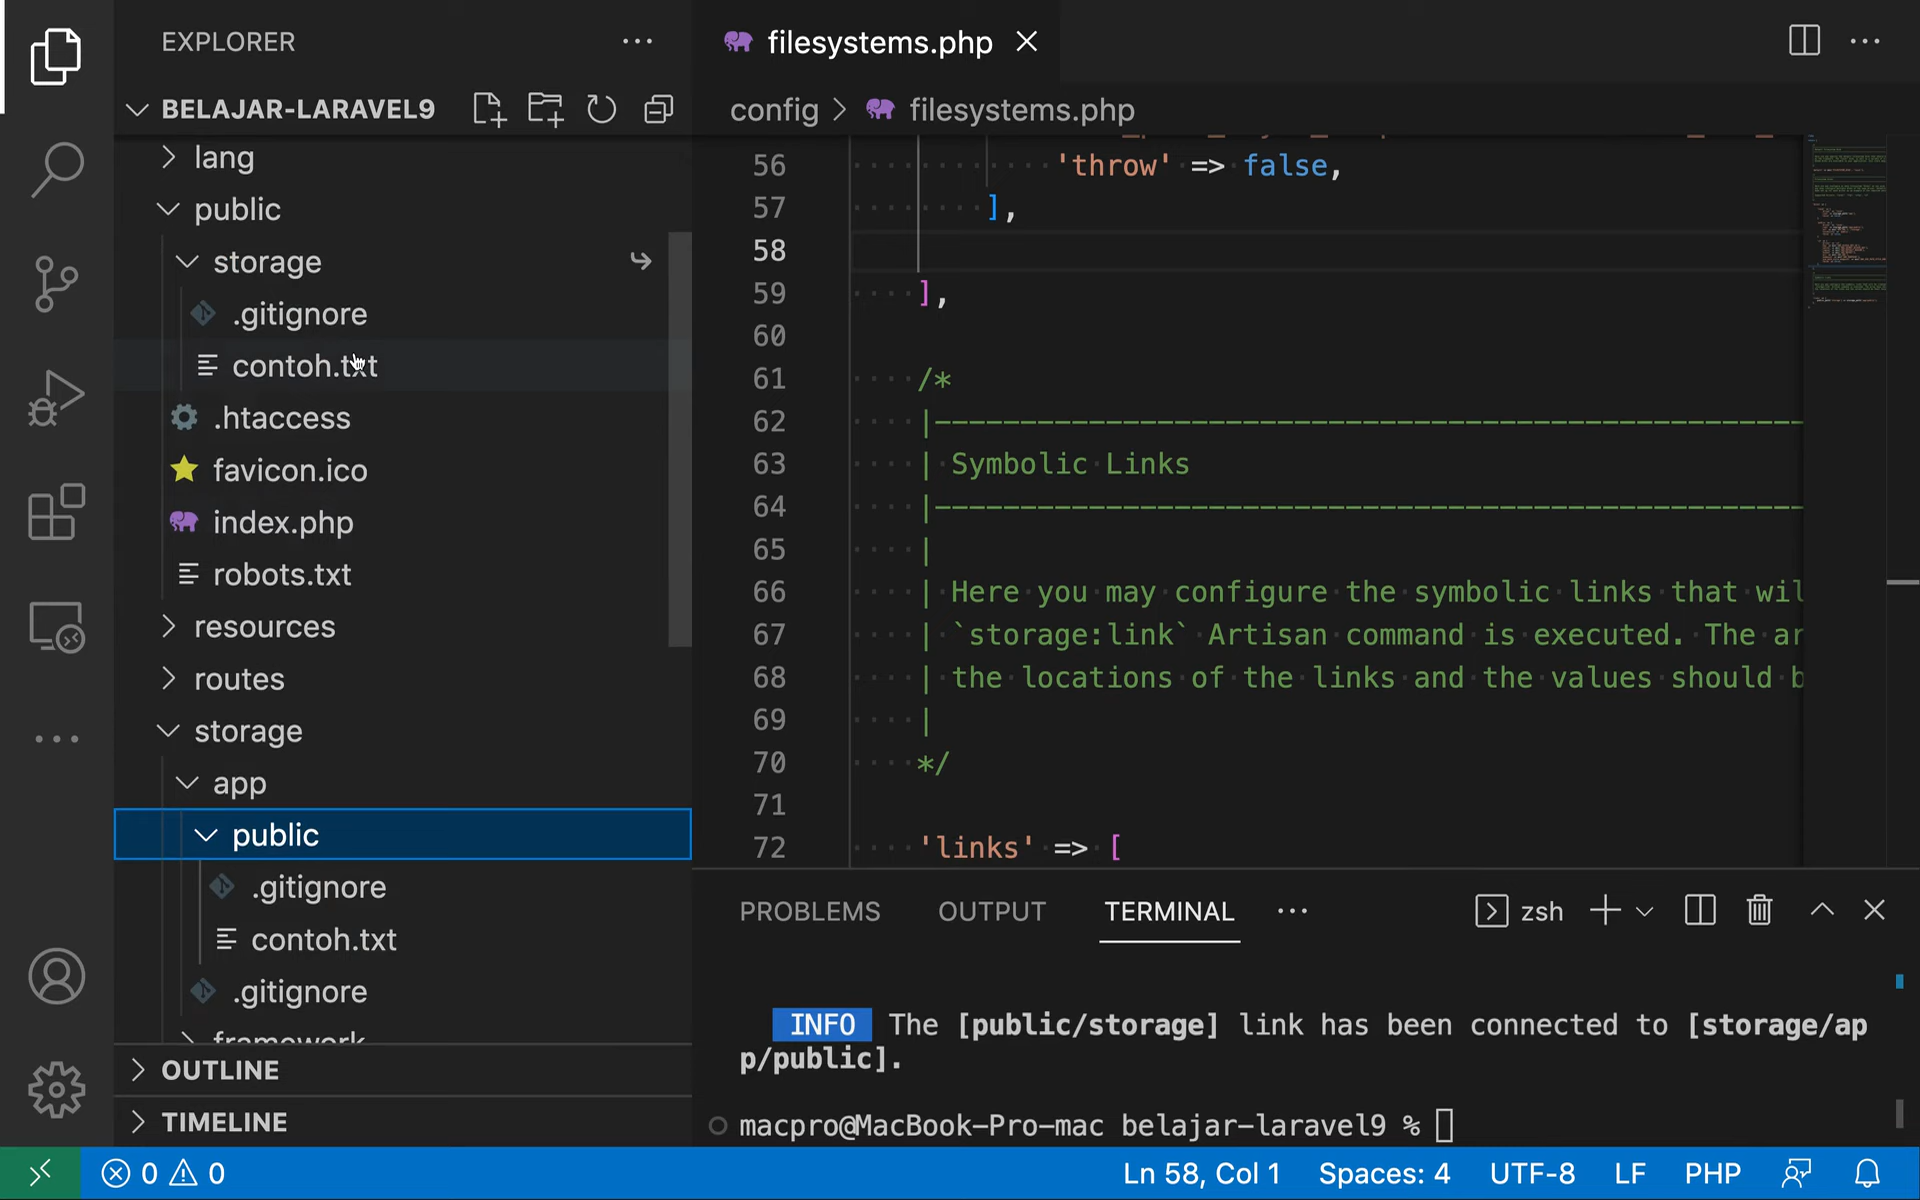 EXPLORER
BELAJAR-LARAVEL9
lang
public
storage
.gitignore
contoh.txt
.htaccess
favicon.ico
index.php
robots.txt
resources
routes
storage
app
public
.gitignore
contoh.txt
.gitignore
framework
OUTLINE
TIMELINE
filesystems.php
config > filesystems.php
56 'throw' => false,
57 ],
58
59 ],
60
61 /*
62 |--------------------------------------------------
63 | Symbolic Links
64 |--------------------------------------------------
65 |
66 | Here you may configure the symbolic links that wil
67 | `storage:link` Artisan command is executed. The ar
68 | the locations of the links and the values should b
69 |
70 */
71
72 'links' => [
PROBLEMS OUTPUT TERMINAL
zsh
INFO The [public/storage] link has been connected to [storage/ap
p/public].
macpro@MacBook-Pro-mac belajar-laravel9 %
0 0 Ln 58, Col 1 Spaces: 4 UTF-8 LF PHP